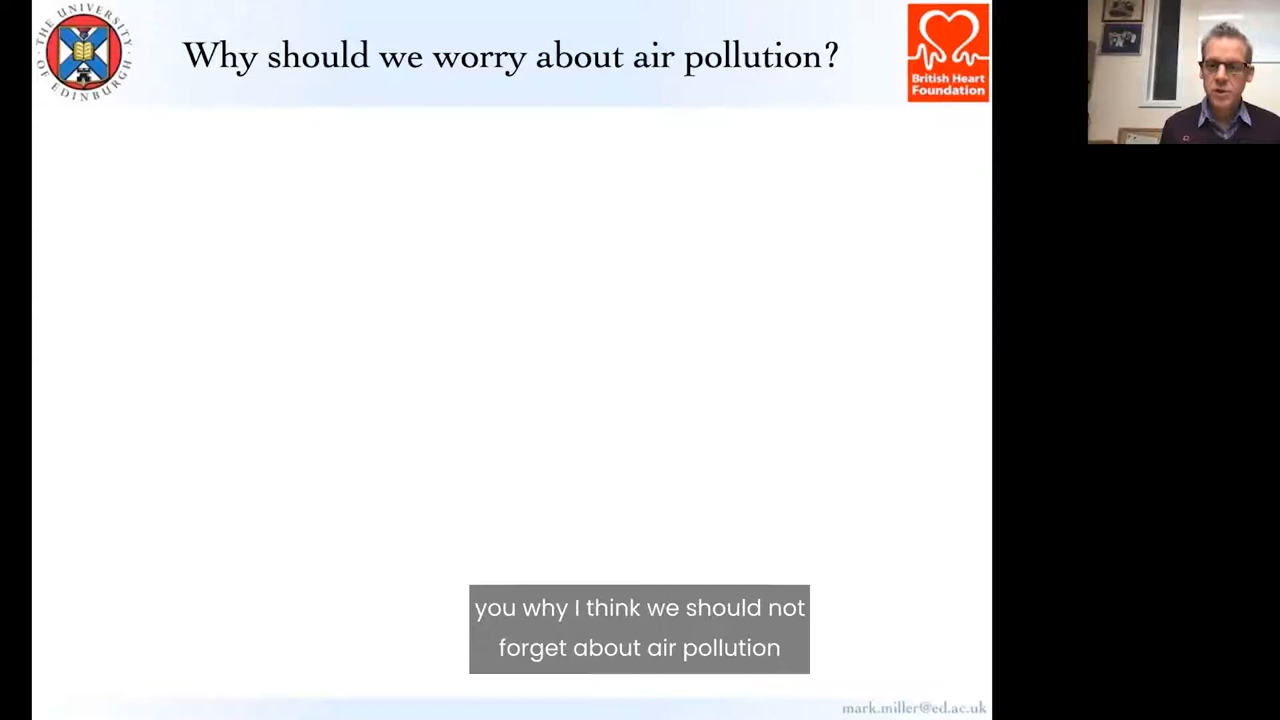 THE UNIVERSITY
OF EDINBURGH
Why should we worry about air pollution?
British Heart
Foundation
you why I think we should not
forget about air pollution
mark.miller@ed.ac.uk